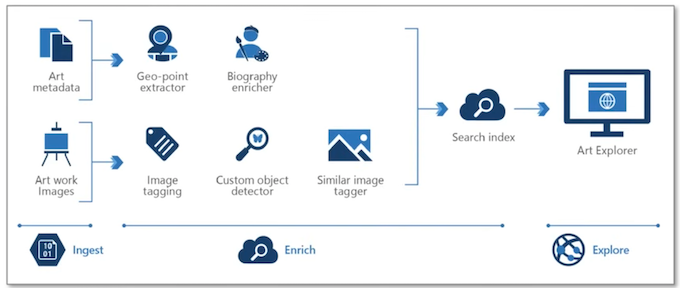 Art
metadata
Geo-point
extractor
Biography
enricher
Art work
Images
Image
tagging
Custom object
detector
Similar image
tagger
Search index
Art Explorer
10
01
Ingest
Enrich
Explore